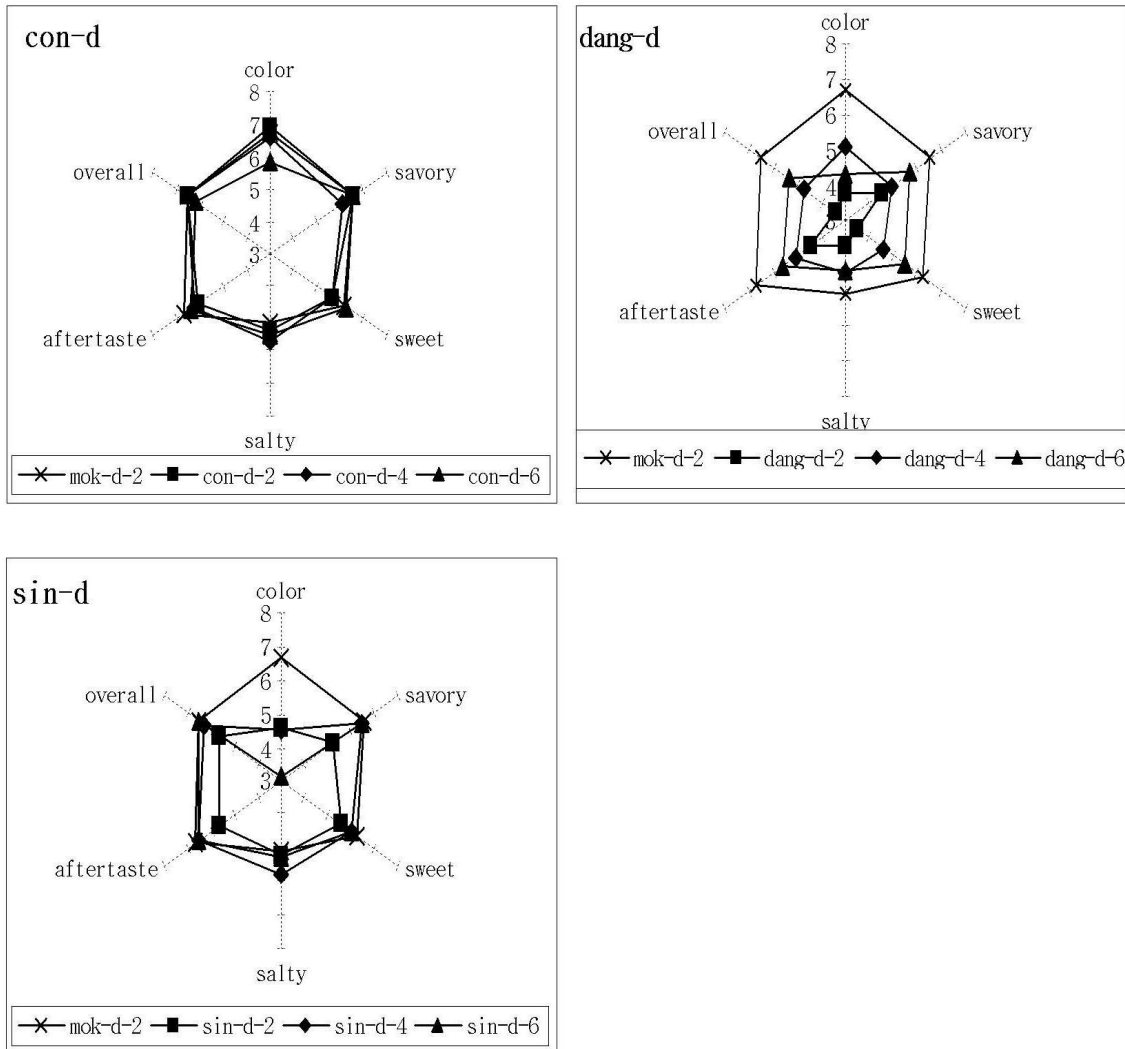 con-d
color
8
7
6
5
4
3
overall
savory
aftertaste
sweet
salty
mok-d-2 con-d-2 con-d-4 con-d-6
dang-d
color
8
7
6
5
4
3
overall
savory
aftertaste
sweet
salty
mok-d-2 dang-d-2 dang-d-4 dang-d-6
sin-d
color
8
7
6
5
4
3
overall
savory
aftertaste
sweet
salty
mok-d-2 sin-d-2 sin-d-4 sin-d-6